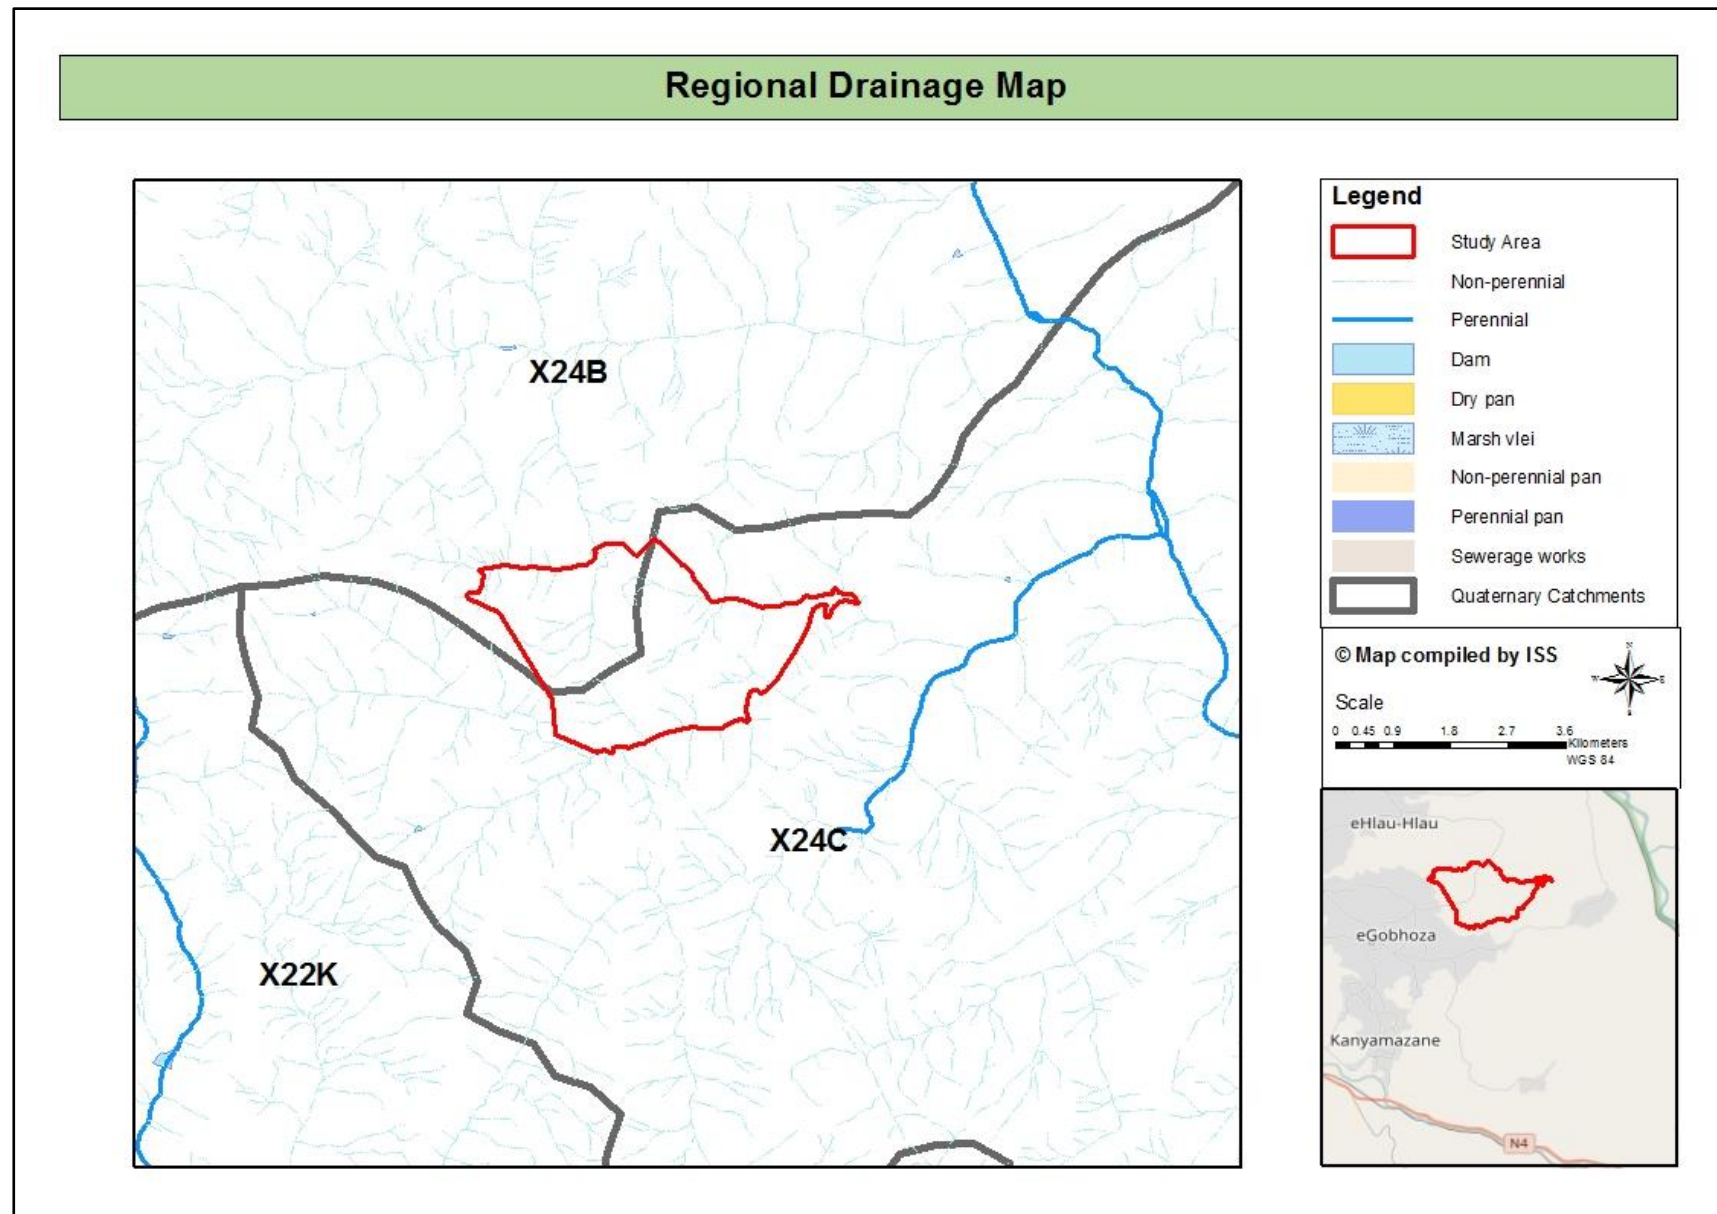 Regional Drainage Map
X24B
X24C
X22K
Legend
Study Area
Non-perennial
Perennial
Dam
Dry pan
Marsh vlei
Non-perennial pan
Perennial pan
Sewerage works
Quaternary Catchments
© Map compiled by ISS
N
W E
S
Scale
0 0.45 0.9 1.8 2.7 3.6
Kilometers
WGS 84
eHlau-Hlau
eGobhoza
Kanyamazane
N4